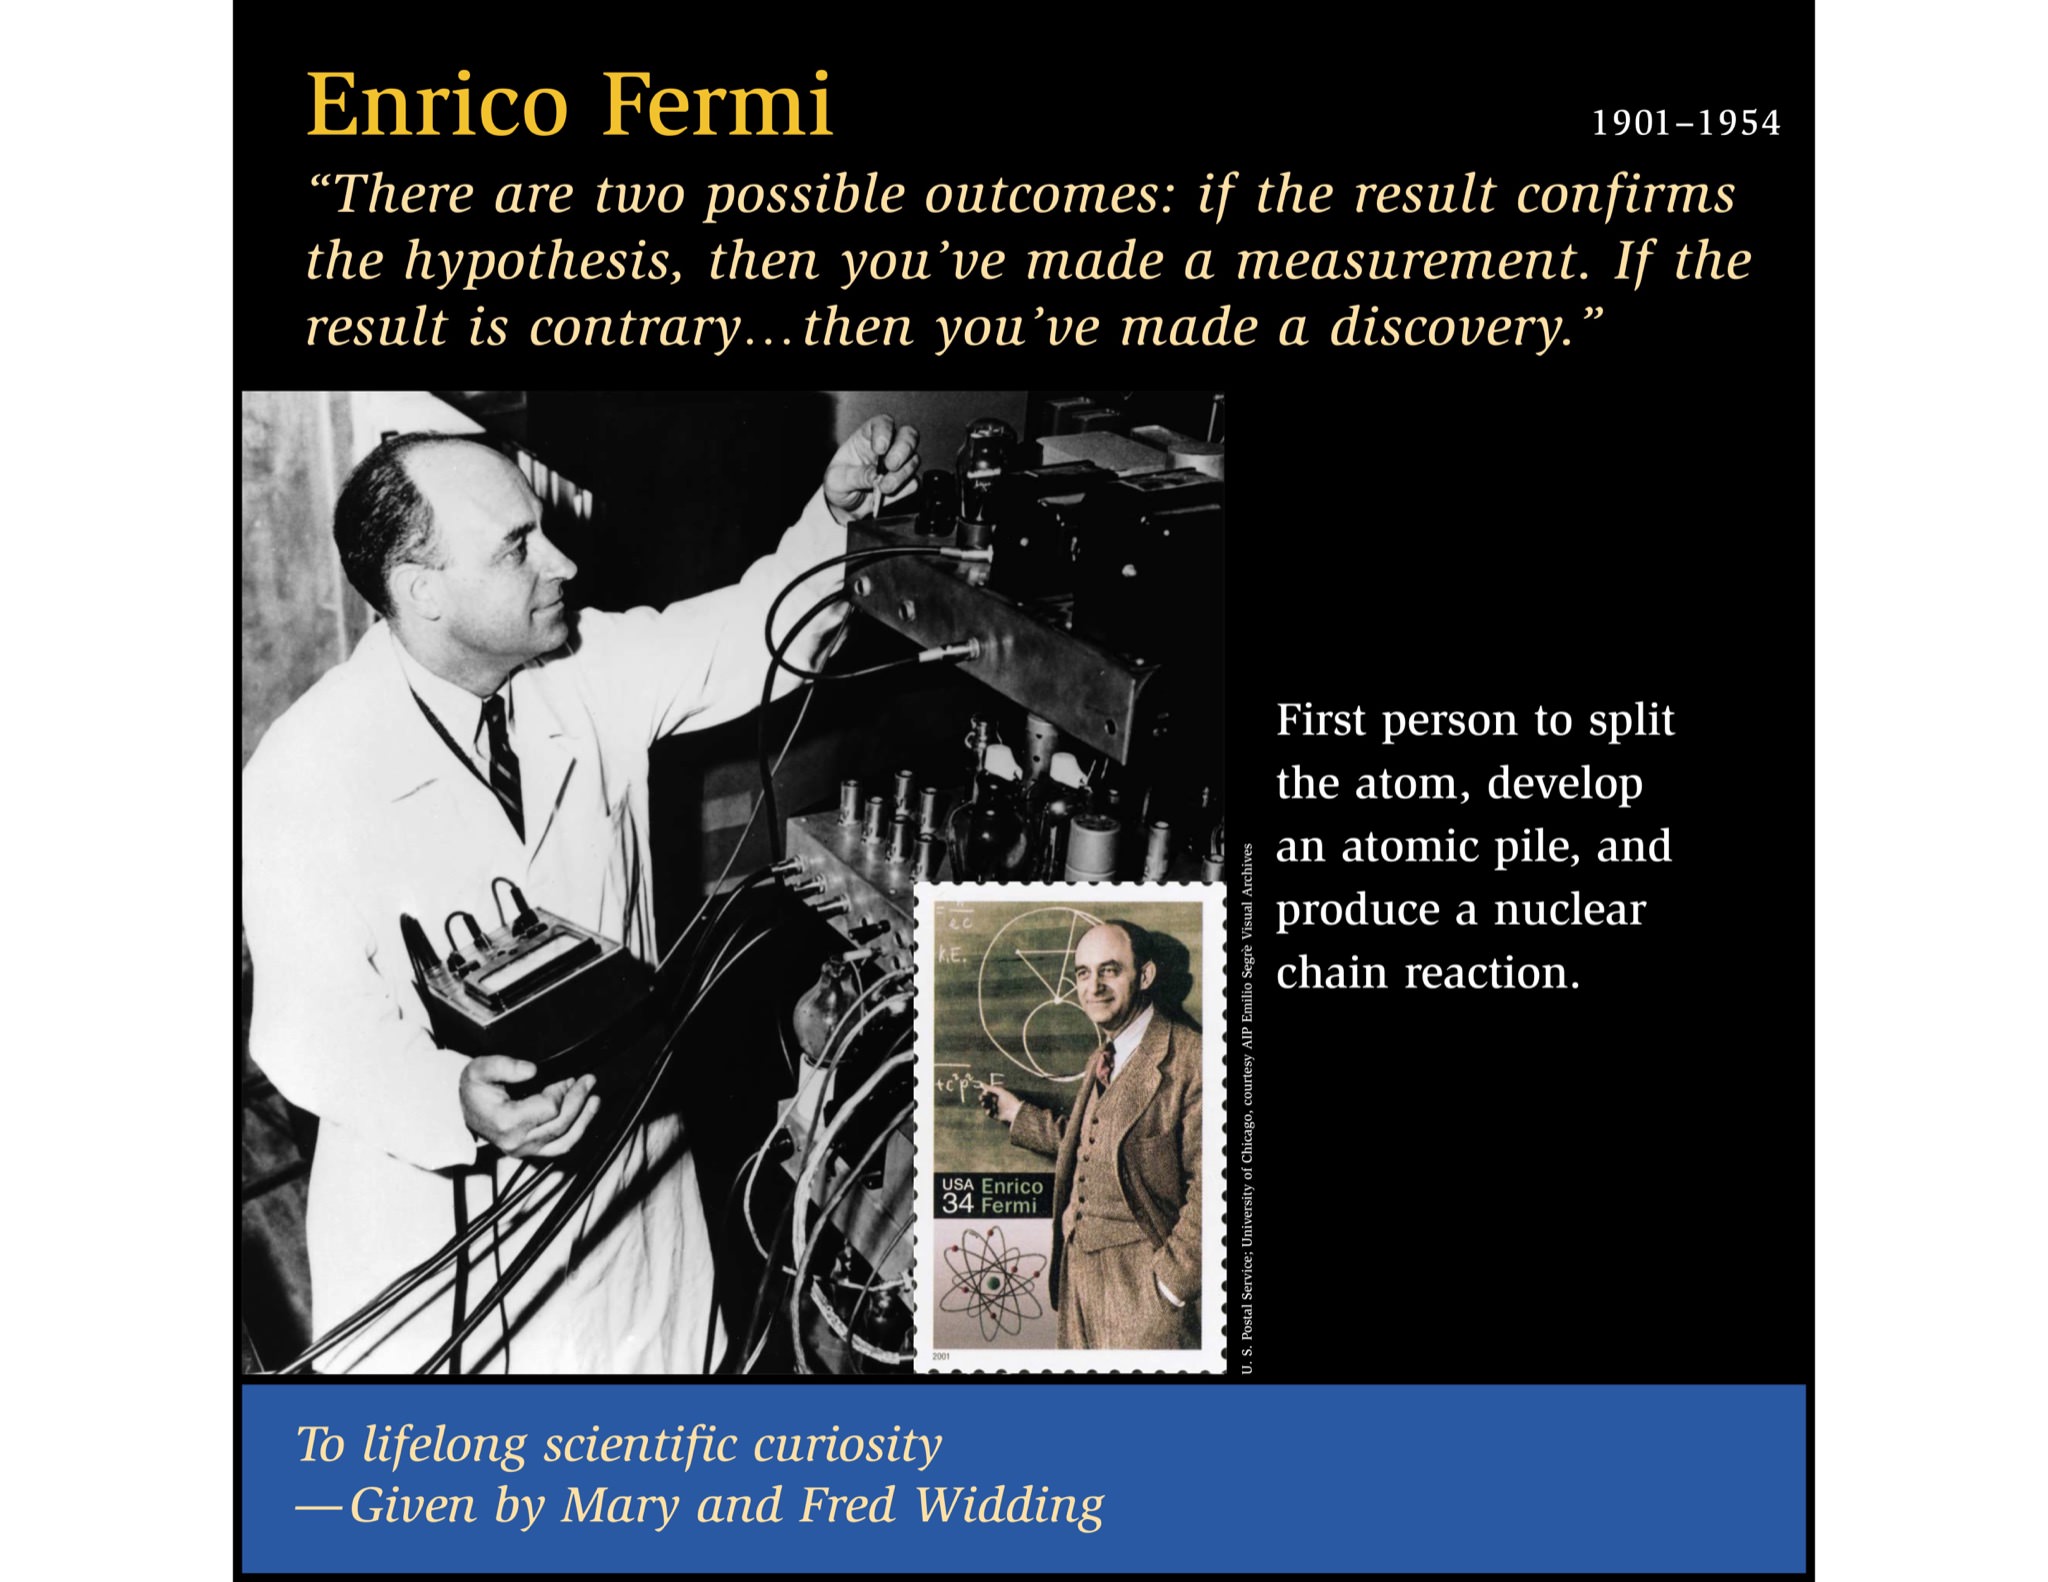 Enrico Fermi
1901–1954
“There are two possible outcomes: if the result confirms
the hypothesis, then you’ve made a measurement. If the
result is contrary…then you’ve made a discovery.”
First person to split
the atom, develop
an atomic pile, and
produce a nuclear
chain reaction.
U. S. Postal Service; University of Chicago, courtesy AIP Emilio Segrè Visual Archives
K.E.
+c²p²=E
USA
34
Enrico
Fermi
2001
To lifelong scientific curiosity
—Given by Mary and Fred Widding